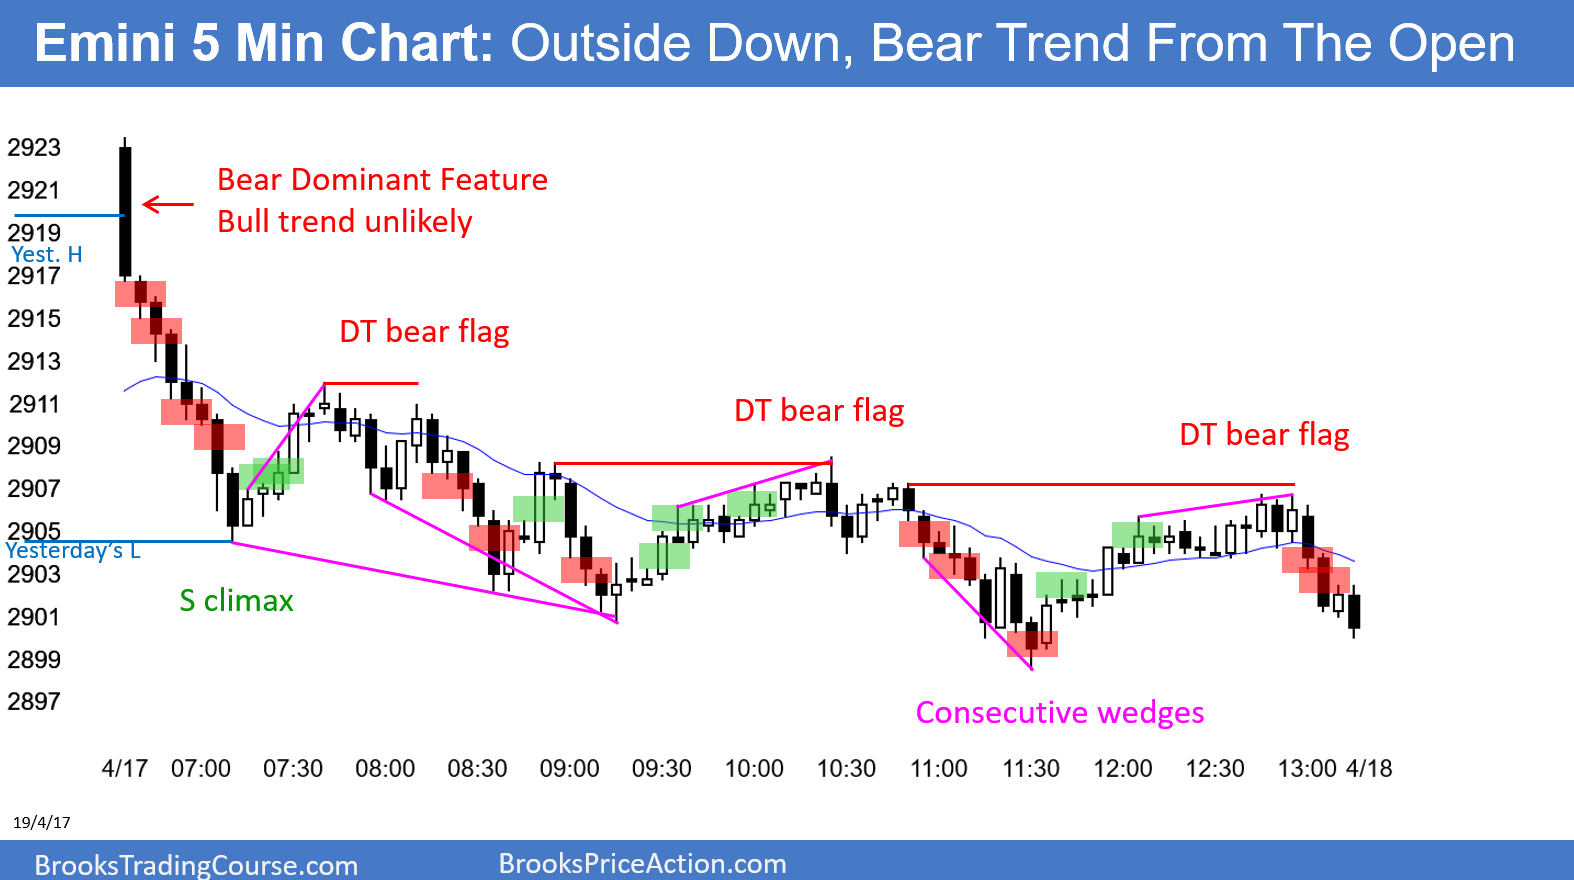 Emini 5 Min Chart: Outside Down, Bear Trend From The Open
2923
2921
2919
Yest. H
2917
2915
2913
2911
2909
2907
2905
Yesterday's L
2903
2901
2899
2897
Bear Dominant Feature
Bull trend unlikely
DT bear flag
DT bear flag
DT bear flag
S climax
Consecutive wedges
4/17 07:00 07:30 08:00 08:30 09:00 09:30 10:00 10:30 11:00 11:30 12:00 12:30 13:00 4/18
19/4/17
BrooksTradingCourse.com BrooksPriceAction.com